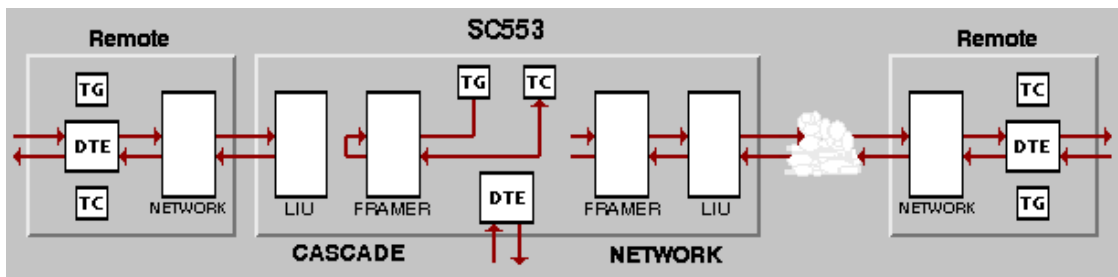 SC553
Remote
Remote
TG
TG
TC
TC
DTE
DTE
TC
DTE
TG
NETWORK
LIU
FRAMER
FRAMER
LIU
NETWORK
CASCADE
NETWORK